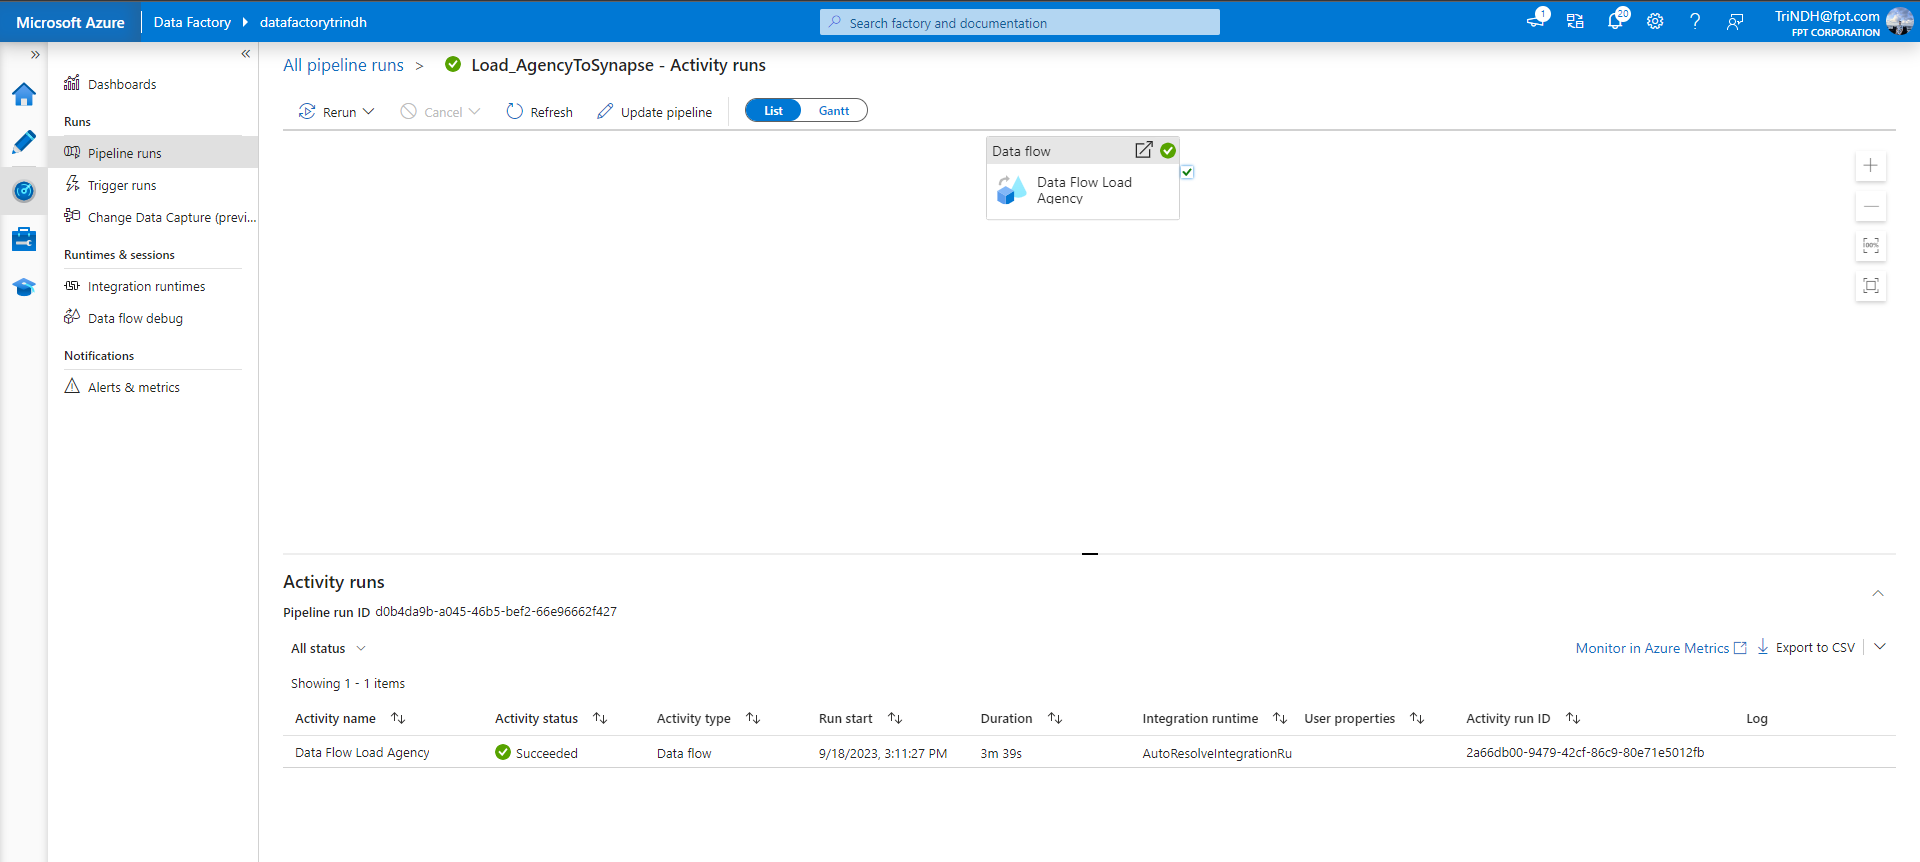 Microsoft Azure
Data Factory
datafactorytrindh
Search factory and documentation
1
20
TriNDH@fpt.com
FPT CORPORATION
Dashboards
Runs
Pipeline runs
Trigger runs
Change Data Capture (previ...
Runtimes & sessions
Integration runtimes
Data flow debug
Notifications
Alerts & metrics
All pipeline runs > Load_AgencyToSynapse - Activity runs
Rerun
Cancel
Refresh
Update pipeline
List
Gantt
Data flow
Data Flow Load
Agency
100%
Activity runs
Pipeline run ID d0b4da9b-a045-46b5-bef2-66e96662f427
All status
Monitor in Azure Metrics
Export to CSV
Showing 1 - 1 items
Activity name Activity status Activity type Run start Duration Integration runtime User properties Activity run ID Log
Data Flow Load Agency Succeeded Data flow 9/18/2023, 3:11:27 PM 3m 39s AutoResolveIntegrationRu 2a66db00-9479-42cf-86c9-80e71e5012fb